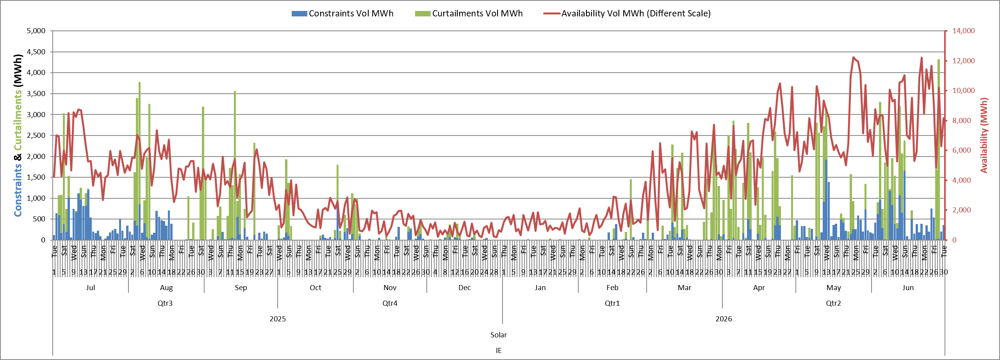 Constraints Vol MWh Curtailments Vol MWh Availability Vol MWh (Different Scale)
Constraints & Curtailments (MWh)
5,000
4,500
4,000
3,500
3,000
2,500
2,000
1,500
1,000
500
0
14,000
12,000
10,000
8,000
6,000
4,000
2,000
0
Availability (MWh)
Tue Sat Wed Sun Thu Mon Fri Tue Sat Wed Sun Thu Mon Fri Tue Sat Wed Sun Thu Mon Fri Tue Sat Wed Sun Thu Mon Fri Tue Sat Wed Sun Thu Mon Fri Tue Sat Wed Sun Thu Mon Fri Tue Sat Wed Sun Thu Mon Fri Tue Sat Wed Sun Thu Mon Fri Tue Sat Wed Sun Thu Mon Fri Tue Sat Wed Sun Thu Mon Fri Tue Sat Wed Sun Thu Mon Fri Tue Sat Wed Sun Thu Mon Fri Tue Sat Wed Sun Thu Mon Fri Tue
1 5 9 13 17 21 25 29 2 6 10 14 18 22 26 30 3 7 11 15 19 23 27 1 5 9 13 17 21 25 29 2 6 10 14 18 22 26 30 4 8 12 16 20 24 28 1 5 9 13 17 21 25 29 2 6 10 14 18 22 26 2 6 10 14 18 22 26 30 3 7 11 15 19 23 27 1 5 9 13 17 21 25 29 2 6 10 14 18 22 26 30
Jul Aug Sep Oct Nov Dec Jan Feb Mar Apr May Jun
Qtr3 Qtr4 Qtr1 Qtr2
2025 2026
Solar
IE